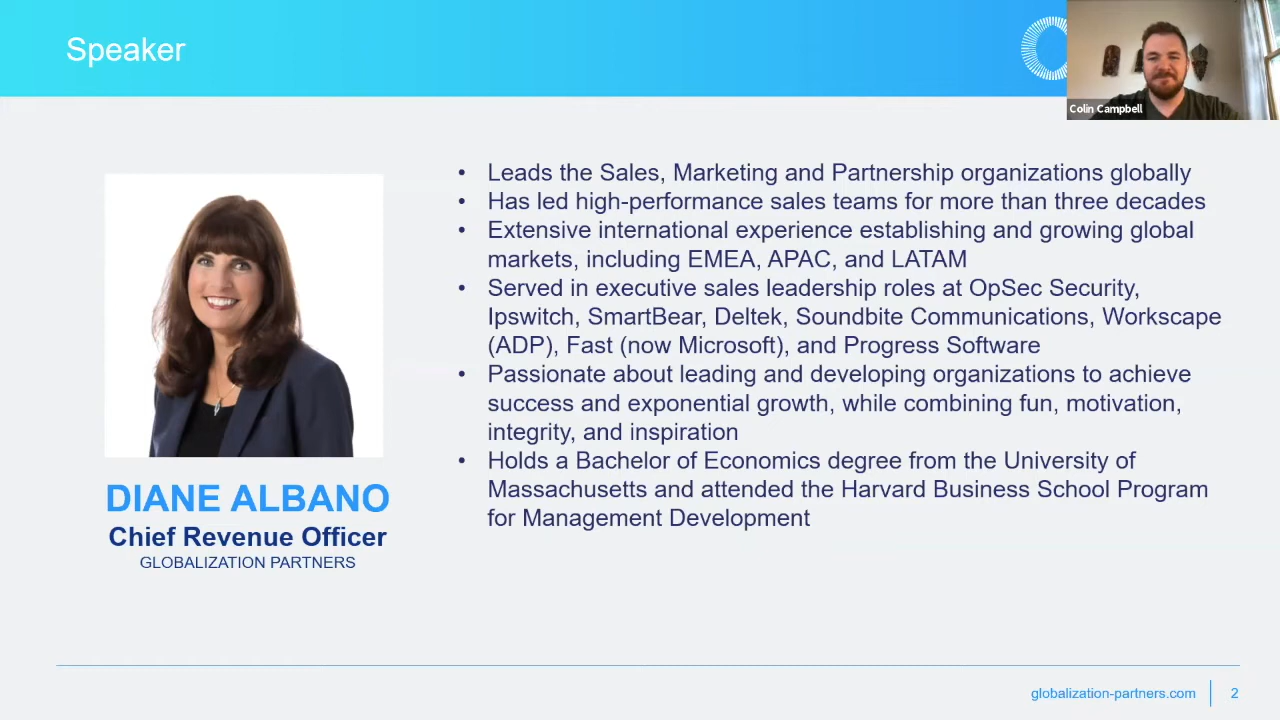 Speaker
Colin Campbell
• Leads the Sales, Marketing and Partnership organizations globally
• Has led high-performance sales teams for more than three decades
• Extensive international experience establishing and growing global
markets, including EMEA, APAC, and LATAM
• Served in executive sales leadership roles at OpSec Security,
Ipswitch, SmartBear, Deltek, Soundbite Communications, Workscape
(ADP), Fast (now Microsoft), and Progress Software
• Passionate about leading and developing organizations to achieve
success and exponential growth, while combining fun, motivation,
integrity, and inspiration
• Holds a Bachelor of Economics degree from the University of
Massachusetts and attended the Harvard Business School Program
for Management Development
DIANE ALBANO
Chief Revenue Officer
GLOBALIZATION PARTNERS
globalization-partners.com
2